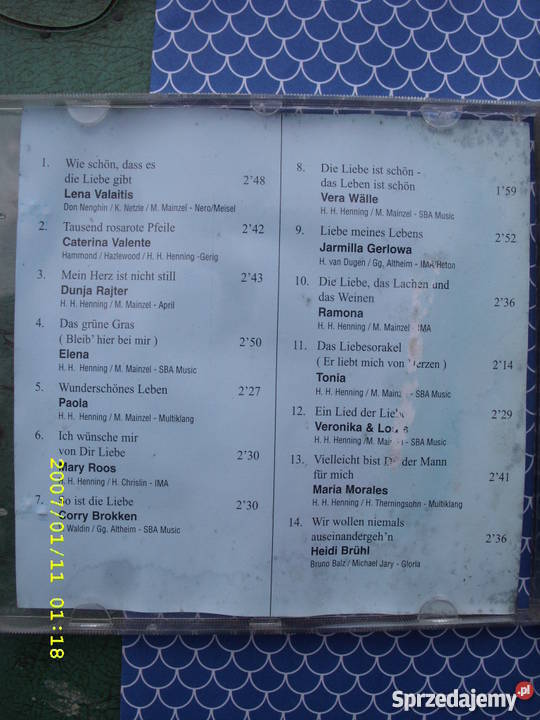 1. Wie schön, dass es
die Liebe gibt 2'48
Lena Valaitis
Don Nenghin / K. Netzle / M. Mainzel - Nero/Meisel
2. Tausend rosarote Pfeile 2'42
Caterina Valente
Hammond / Hazlewood / H. H. Henning -Gerig
3. Mein Herz ist nicht still 2'43
Dunja Rajter
H. H. Henning / M. Mainzel - April
4. Das grüne Gras
( Bleib' hier bei mir ) 2'50
Elena
H. H. Henning / M. Mainzel - SBA Music
5. Wunderschönes Leben 2'27
Paola
H. H. Henning / M. Mainzel - Multiklang
6. Ich wünsche mir
von Dir Liebe 2'30
Mary Roos
H. H. Henning / H. Chrislin - IMA
7. So ist die Liebe 2'30
Corry Brokken
Waldin / Gg. Altheim - SBA Music
8. Die Liebe ist schön -
das Leben ist schön 1'59
Vera Wälle
H. H. Henning / M. Mainzel - SBA Music
9. Liebe meines Lebens 2'52
Jarmilla Gerlowa
H. van Dugen / Gg. Altheim - IMA/Heton
10. Die Liebe, das Lachen und
das Weinen 2'36
Ramona
H. H. Henning / M. Mainzel - IMA
11. Das Liebesorakel
( Er liebt mich von Herzen ) 2'14
Tonia
H. H. Henning / M. Mainzel - SBA Music
12. Ein Lied der Liebe 2'29
Veronika &
H. H. Henning / M. Mainzel - SBA Music
13. Vielleicht bist Du der Mann
für mich 2'41
Maria Morales
H. H. Henning / H. Therningsohn - Multiklang
14. Wir wollen niemals
auseinandergeh'n 2'36
Heidi Brühl
Bruno Balz / Michael Jary - Gloria
2007/01/11 01:18
Sprzedajemy.pl